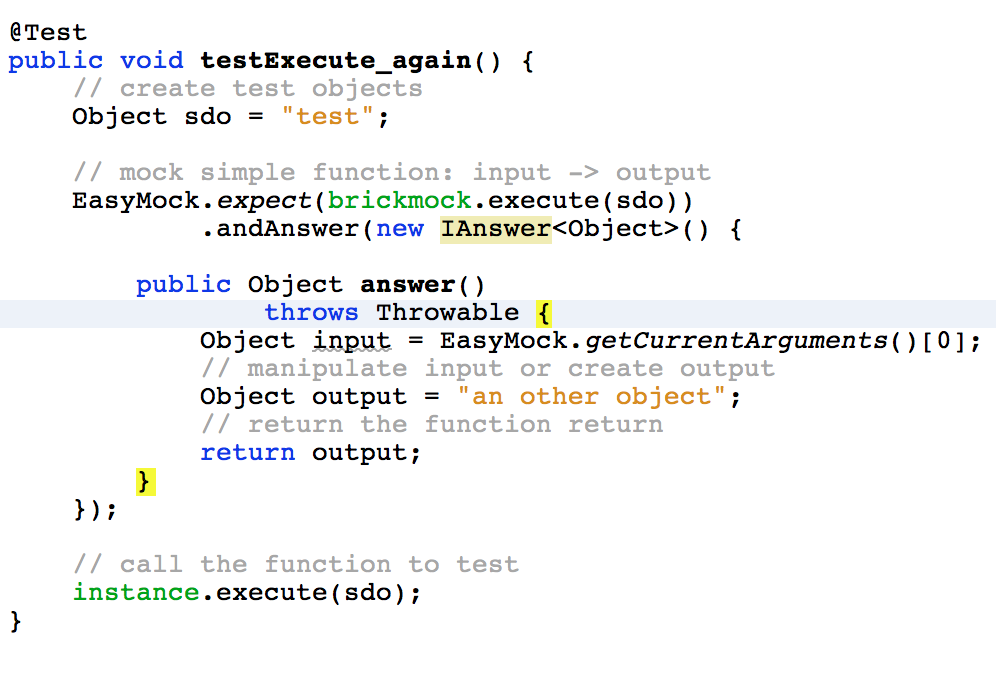 @Test
public void testExecute_again() {
    // create test objects
    Object sdo = "test";

    // mock simple function: input -> output
    EasyMock.expect(brickmock.execute(sdo))
            .andAnswer(new IAnswer<Object>() {

        public Object answer()
                throws Throwable {
            Object input = EasyMock.getCurrentArguments()[0];
            // manipulate input or create output
            Object output = "an other object";
            // return the function return
            return output;
        }
    });

    // call the function to test
    instance.execute(sdo);
}